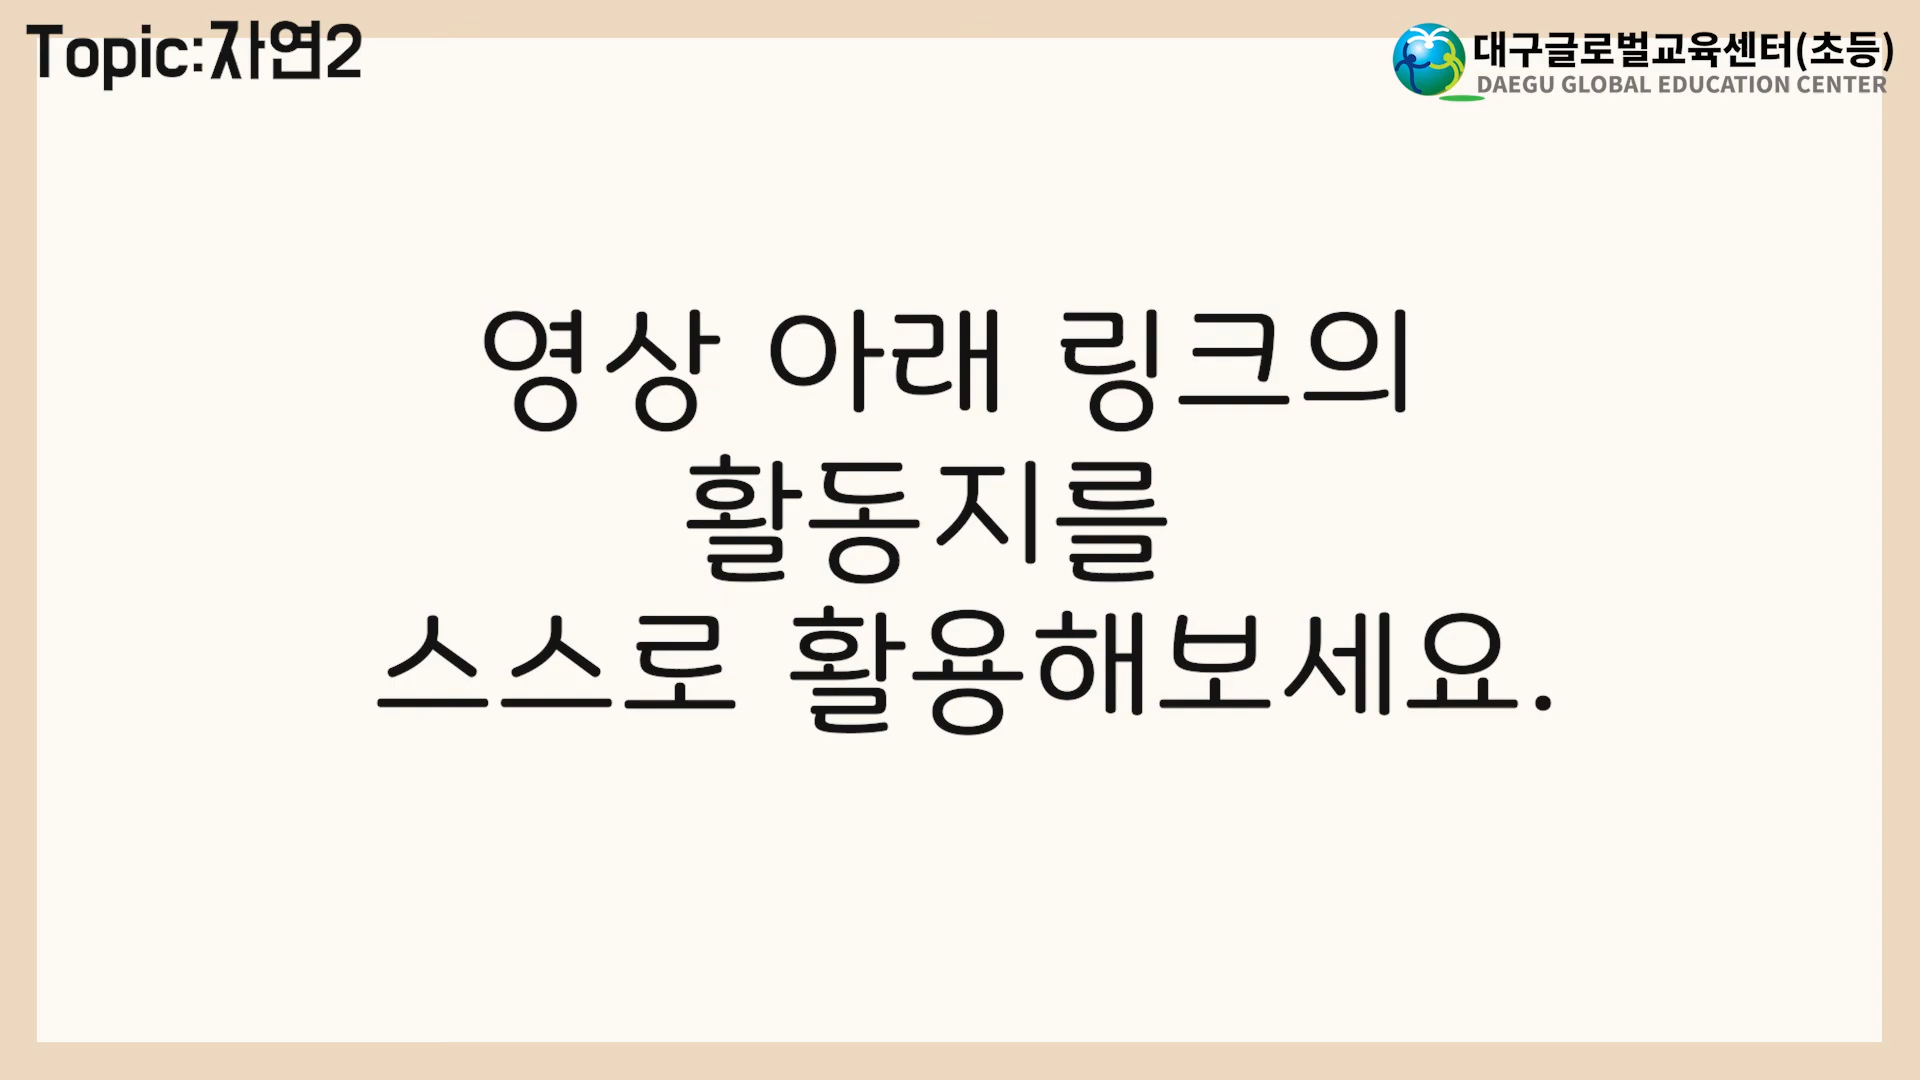 Topic:자연2
대구글로벌교육센터(초등)
DAEGU GLOBAL EDUCATION CENTER
영상 아래 링크의
활동지를
스스로 활용해보세요.